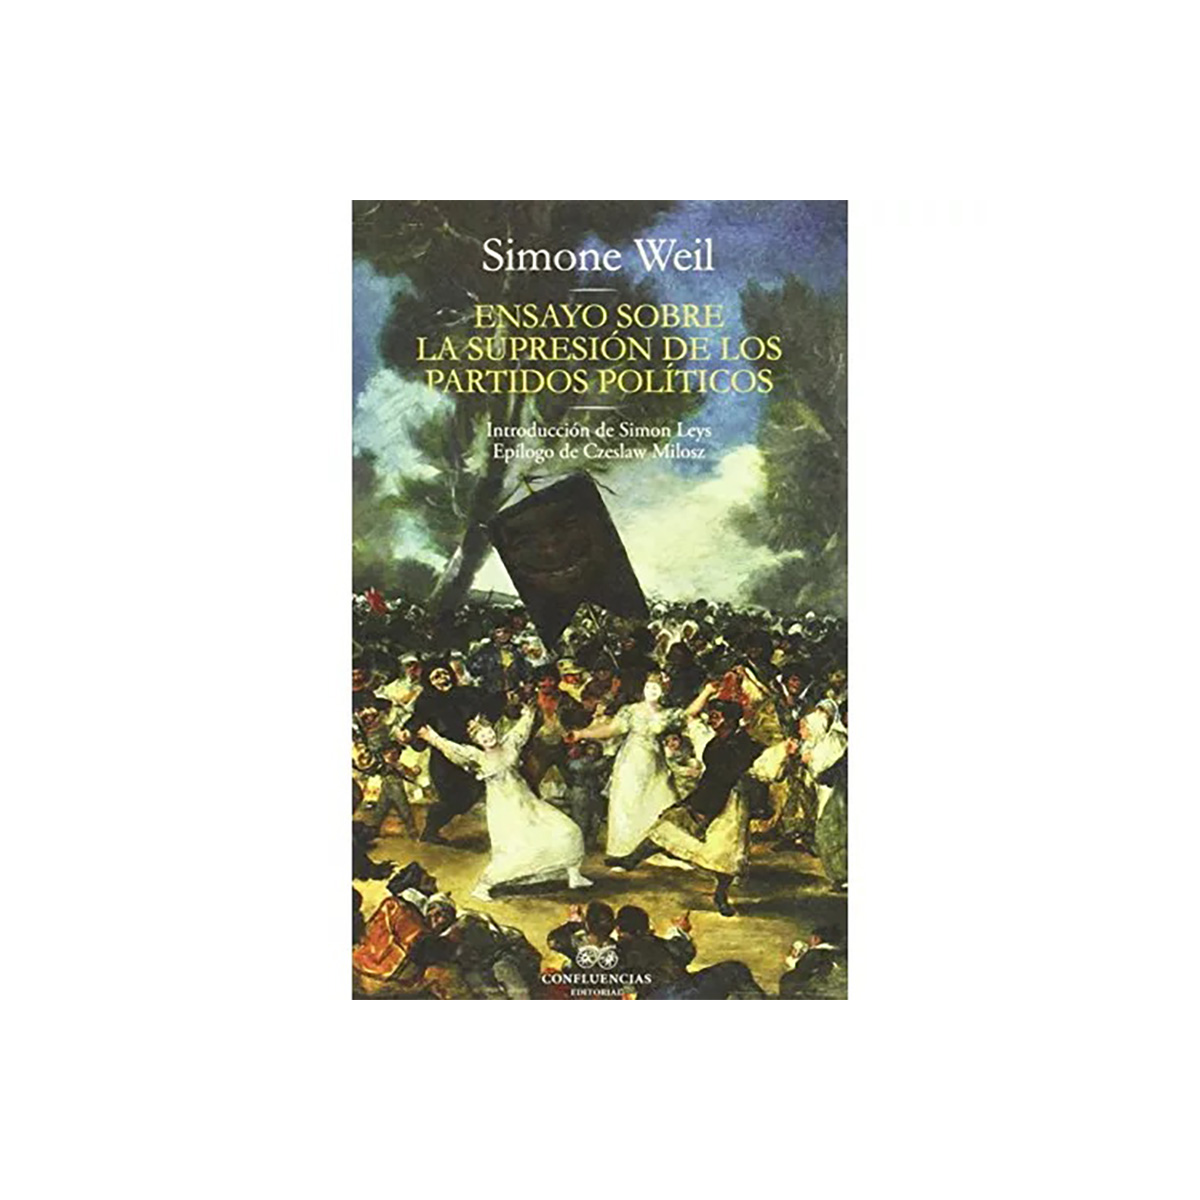 Simone Weil
ENSAYO SOBRE
LA SUPRESIÓN DE LOS
PARTIDOS POLÍTICOS
Introducción de Simon Leys
Epílogo de Czeslaw Milosz
CONFLUENCIAS
EDITORIAL